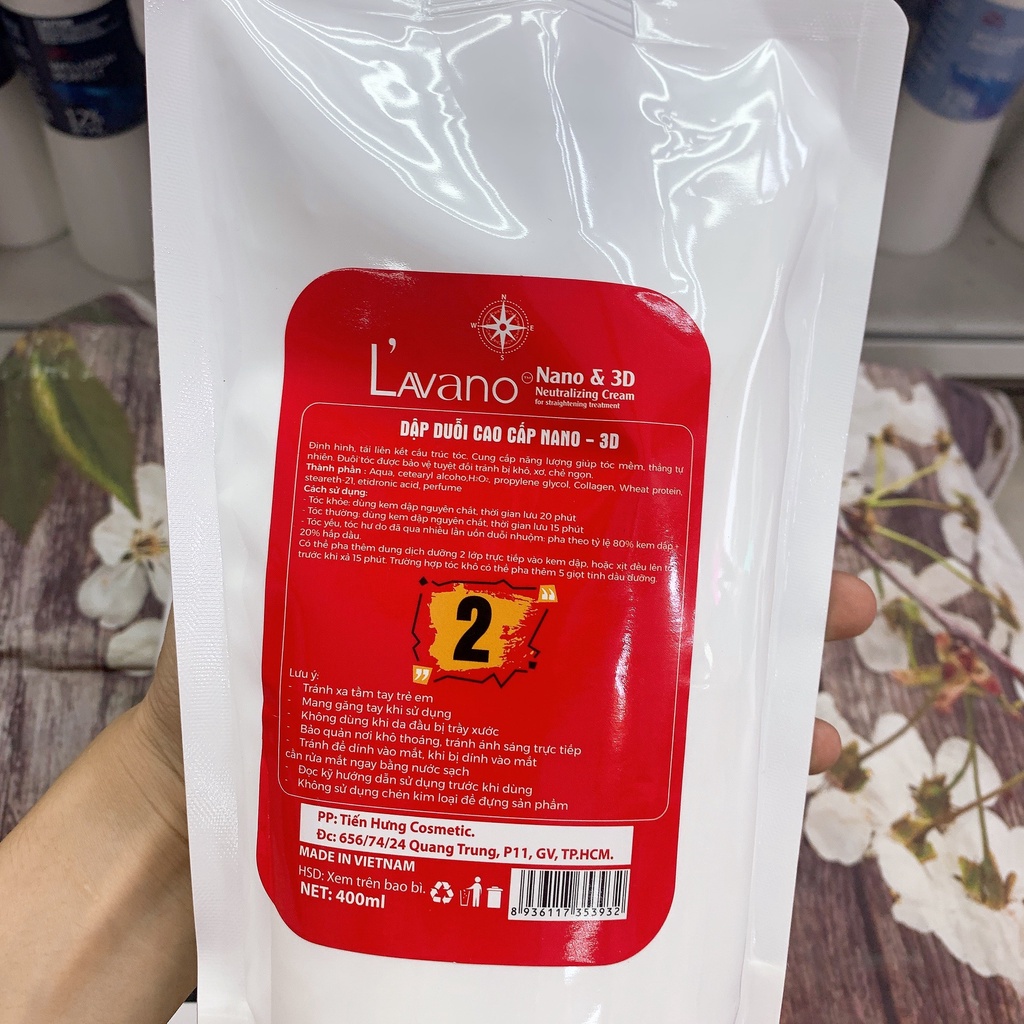 N
W E
S
L'AVano TM Nano & 3D
Neutralizing Cream
for straightening treatment
DẬP DUỖI CAO CẤP NANO – 3D
Định hình, tái liên kết cấu trúc tóc. Cung cấp năng lượng giúp tóc mềm, thẳng tự
nhiên. Đuôi tóc được bảo vệ tuyệt đối tránh bị khô, xơ, chẻ ngọn.
Thành phần : Aqua, cetearyl alcoho,H₂O₂, propylene glycol, Collagen, Wheat protein,
steareth-21, etidronic acid, perfume
Cách sử dụng:
- Tóc khỏe: dùng kem dập nguyên chất, thời gian lưu 20 phút
- Tóc thường: dùng kem dập nguyên chất, thời gian lưu 15 phút
- Tóc yếu, tóc hư do đã qua nhiều lần uốn duỗi nhuộm: pha theo tỷ lệ 80% kem dập
20% hấp dầu.
Có thể pha thêm dung dịch dưỡng 2 lớp trực tiếp vào kem dập, hoặc xịt đều lên tóc
trước khi xả 15 phút. Trường hợp tóc khô có thể pha thêm 5 giọt tinh dầu dưỡng.
2
Lưu ý:
- Tránh xa tầm tay trẻ em
- Mang găng tay khi sử dụng
- Không dùng khi da đầu bị trầy xước
- Bảo quản nơi khô thoáng, tránh ánh sáng trực tiếp
- Tránh để dính vào mắt, khi bị dính vào mắt
cần rửa mắt ngay bằng nước sạch
- Đọc kỹ hướng dẫn sử dụng trước khi dùng
- Không sử dụng chén kim loại để đựng sản phẩm
PP: Tiến Hưng Cosmetic.
Đc: 656/74/24 Quang Trung, P11, GV, TP.HCM.
MADE IN VIETNAM
HSD: Xem trên bao bì.
NET: 400ml
8 936117 353932